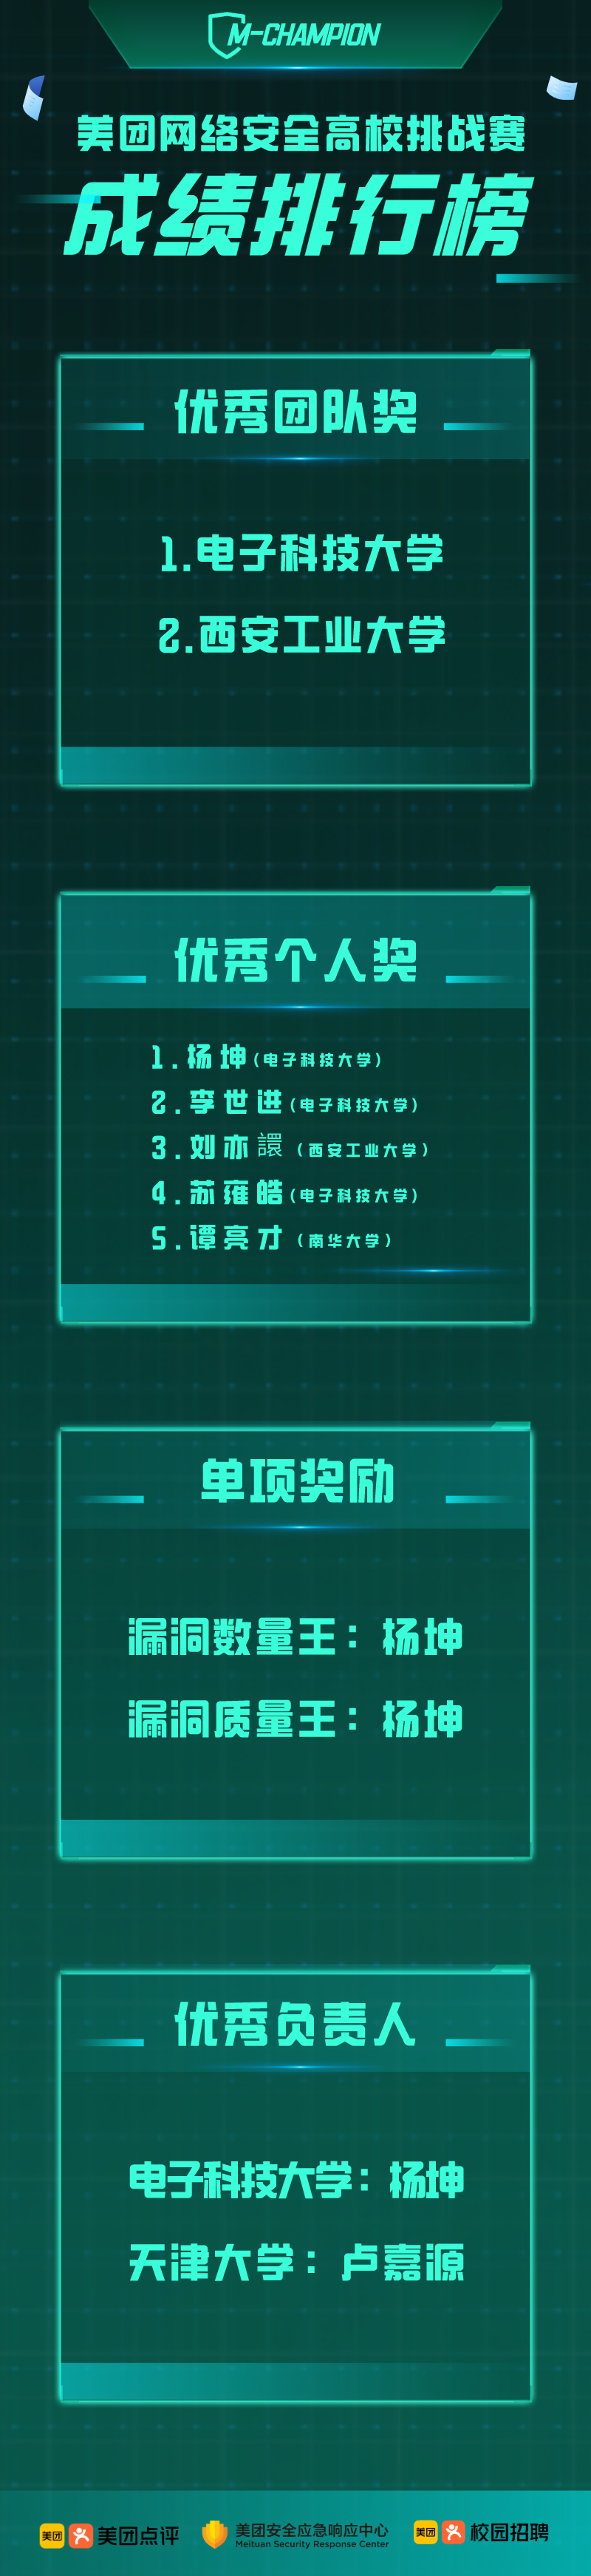 M-CHAMPION
美团网络安全高校挑战赛
成绩排行榜
优秀团队奖
1.电子科技大学
2.西安工业大学
优秀个人奖
1.杨坤(电子科技大学)
2.李世进(电子科技大学)
3.刘亦譞（西安工业大学）
4.苏雍皓(电子科技大学)
5.谭亮才（南华大学）
单项奖励
漏洞数量王：杨坤
漏洞质量王：杨坤
优秀负责人
电子科技大学：杨坤
天津大学：卢嘉源
美团 美团点评
美团安全应急响应中心
Meituan Security Response Center
美团 校园招聘